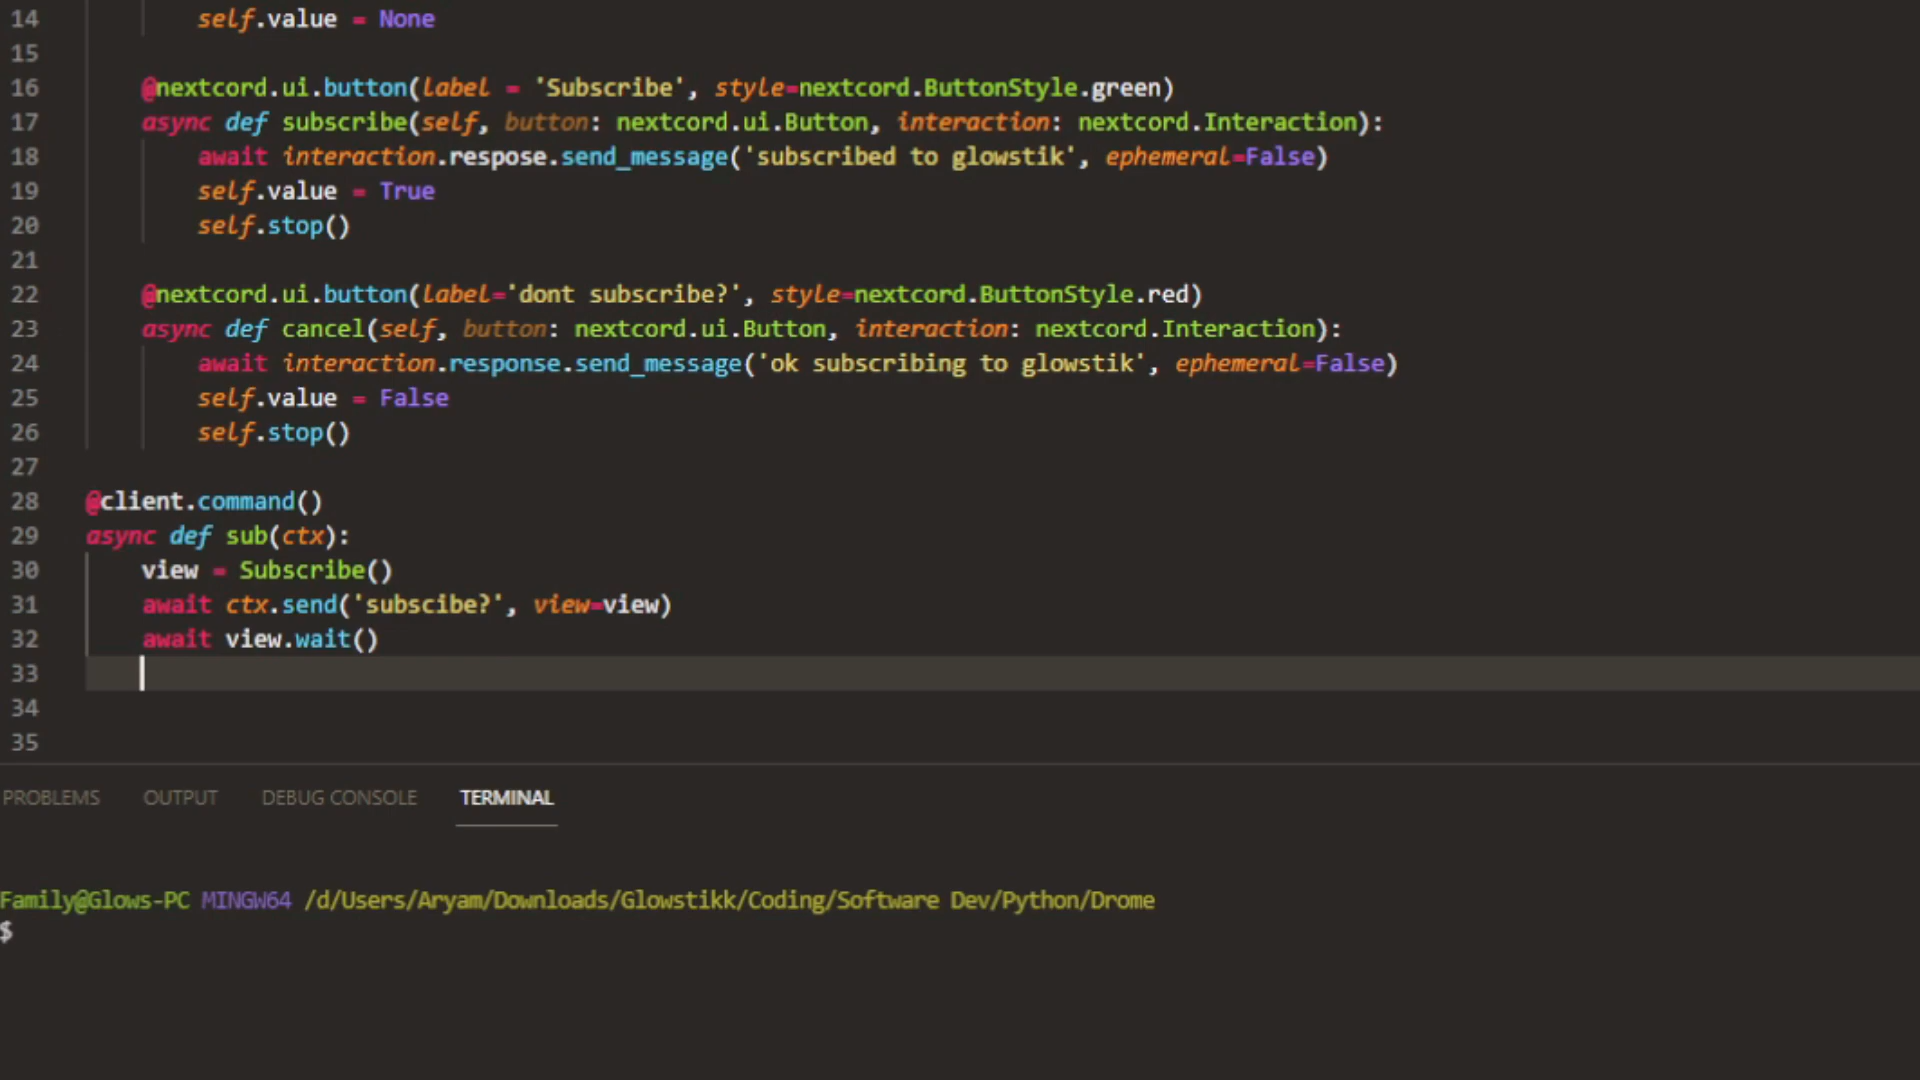 14 self.value = None
15
16 @nextcord.ui.button(label = 'Subscribe', style=nextcord.ButtonStyle.green)
17 async def subscribe(self, button: nextcord.ui.Button, interaction: nextcord.Interaction):
18 await interaction.respose.send_message('subscribed to glowstik', ephemeral=False)
19 self.value = True
20 self.stop()
21
22 @nextcord.ui.button(label='dont subscribe?', style=nextcord.ButtonStyle.red)
23 async def cancel(self, button: nextcord.ui.Button, interaction: nextcord.Interaction):
24 await interaction.response.send_message('ok subscribing to glowstik', ephemeral=False)
25 self.value = False
26 self.stop()
27
28 @client.command()
29 async def sub(ctx):
30 view = Subscribe()
31 await ctx.send('subscibe?', view=view)
32 await view.wait()
33
34
35
PROBLEMS OUTPUT DEBUG CONSOLE TERMINAL
Family@Glows-PC MINGW64 /d/Users/Aryam/Downloads/Glowstikk/Coding/Software Dev/Python/Drome
$